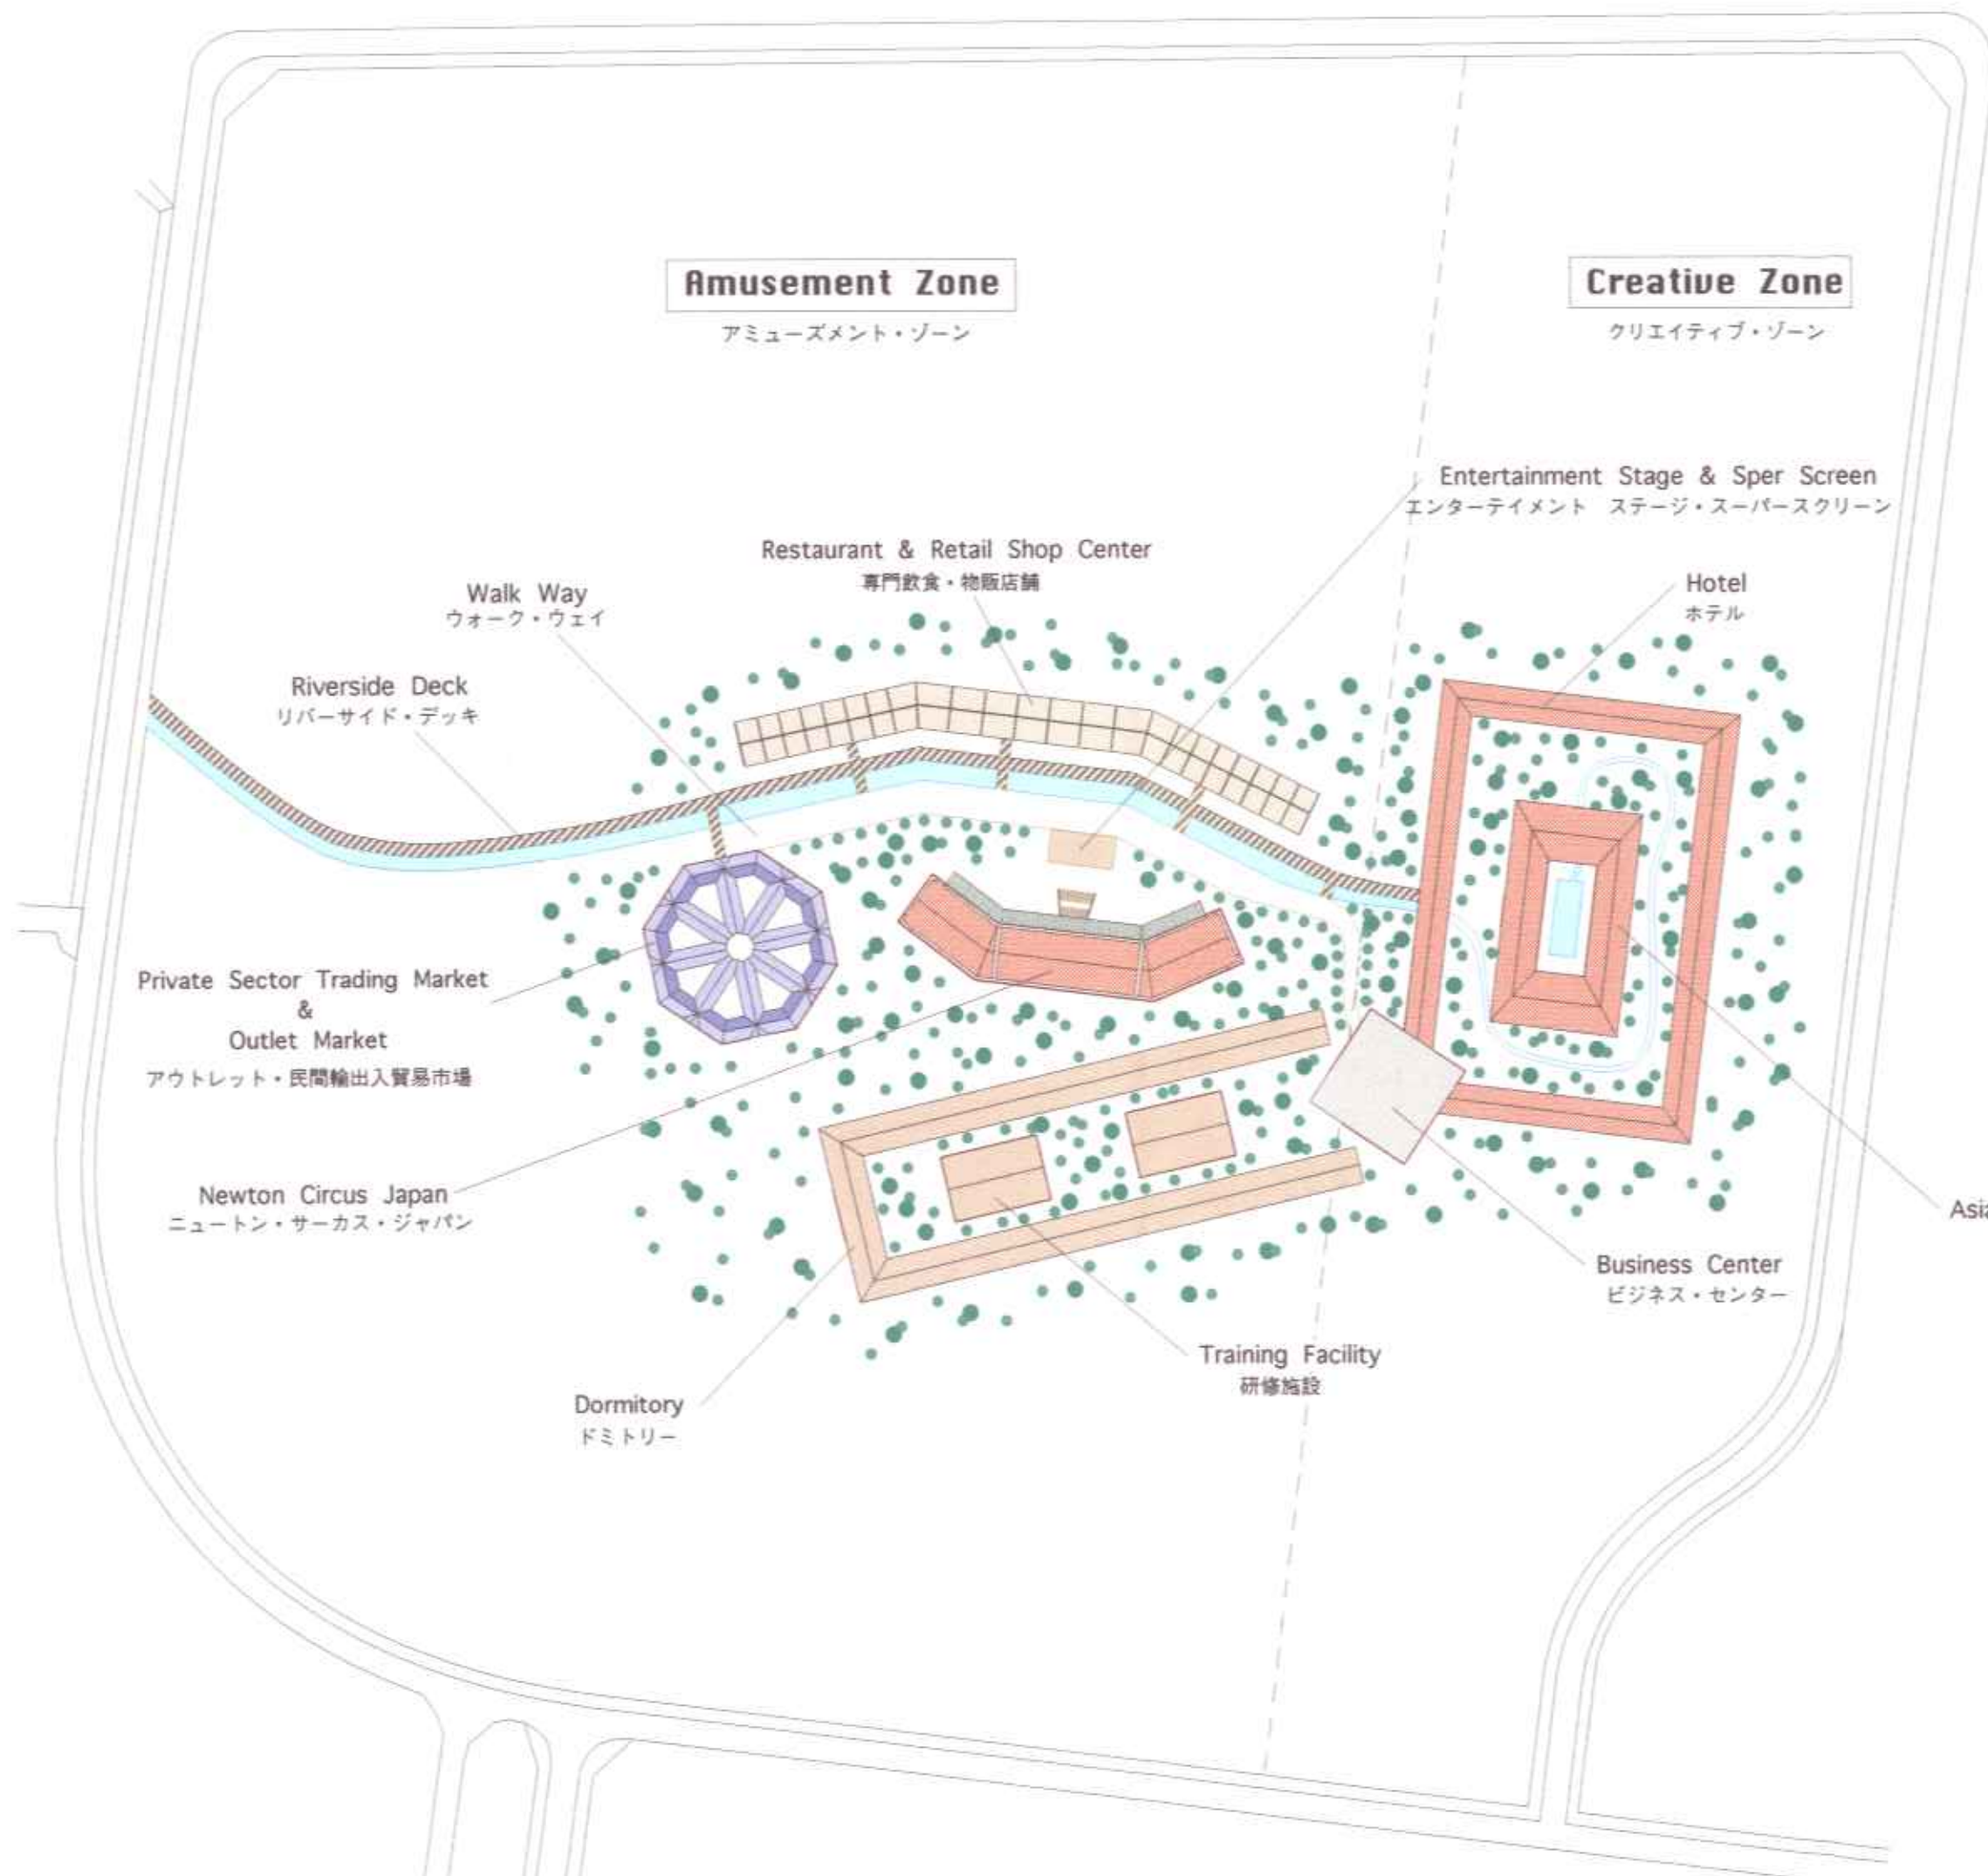 Amusement Zone
アミューズメント・ゾーン
Creative Zone
クリエイティブ・ゾーン
Entertainment Stage & Sper Screen
エンターテイメント ステージ・スーパースクリーン
Restaurant & Retail Shop Center
専門飲食・物販店舗
Hotel
ホテル
Walk Way
ウォーク・ウェイ
Riverside Deck
リバーサイド・デッキ
Private Sector Trading Market
&
Outlet Market
アウトレット・民間輸出入貿易市場
Newton Circus Japan
ニュートン・サーカス・ジャパン
Asia
Business Center
ビジネス・センター
Training Facility
研修施設
Dormitory
ドミトリー